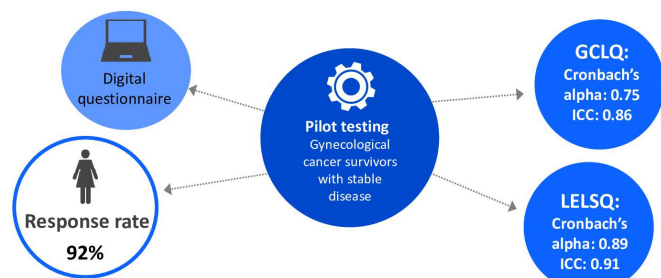 Digital
questionnaire
Response rate
92%
Pilot testing
Gynecological
cancer survivors
with stable
disease
GCLQ:
Cronbach's
alpha: 0.75
ICC: 0.86
LELSQ:
Cronbach's
alpha: 0.89
ICC: 0.91